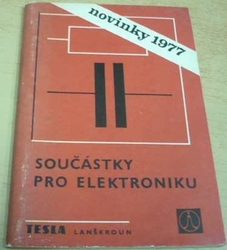 novinky 1977
SOUČÁSTKY
PRO ELEKTRONIKU
TESLA LANŠKROUN